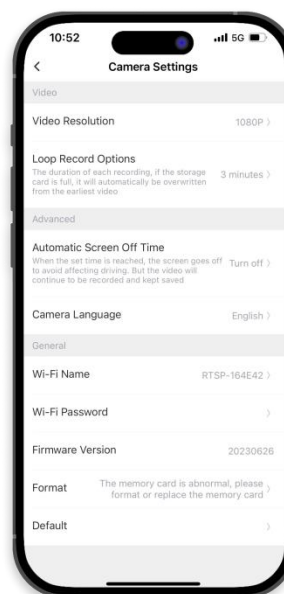 10:52
5G
Camera Settings
Video
Video Resolution
1080P
Loop Record Options
The duration of each recording, if the storage
card is full, it will automatically be overwritten
from the earliest video
3 minutes
Advanced
Automatic Screen Off Time
When the set time is reached, the screen goes off
to avoid affecting driving. But the video will
continue to be recorded and kept saved
Turn off
Camera Language
English
General
Wi-Fi Name
RTSP-164E42
Wi-Fi Password
Firmware Version
20230626
Format
The memory card is abnormal, please
format or replace the memory card
Default